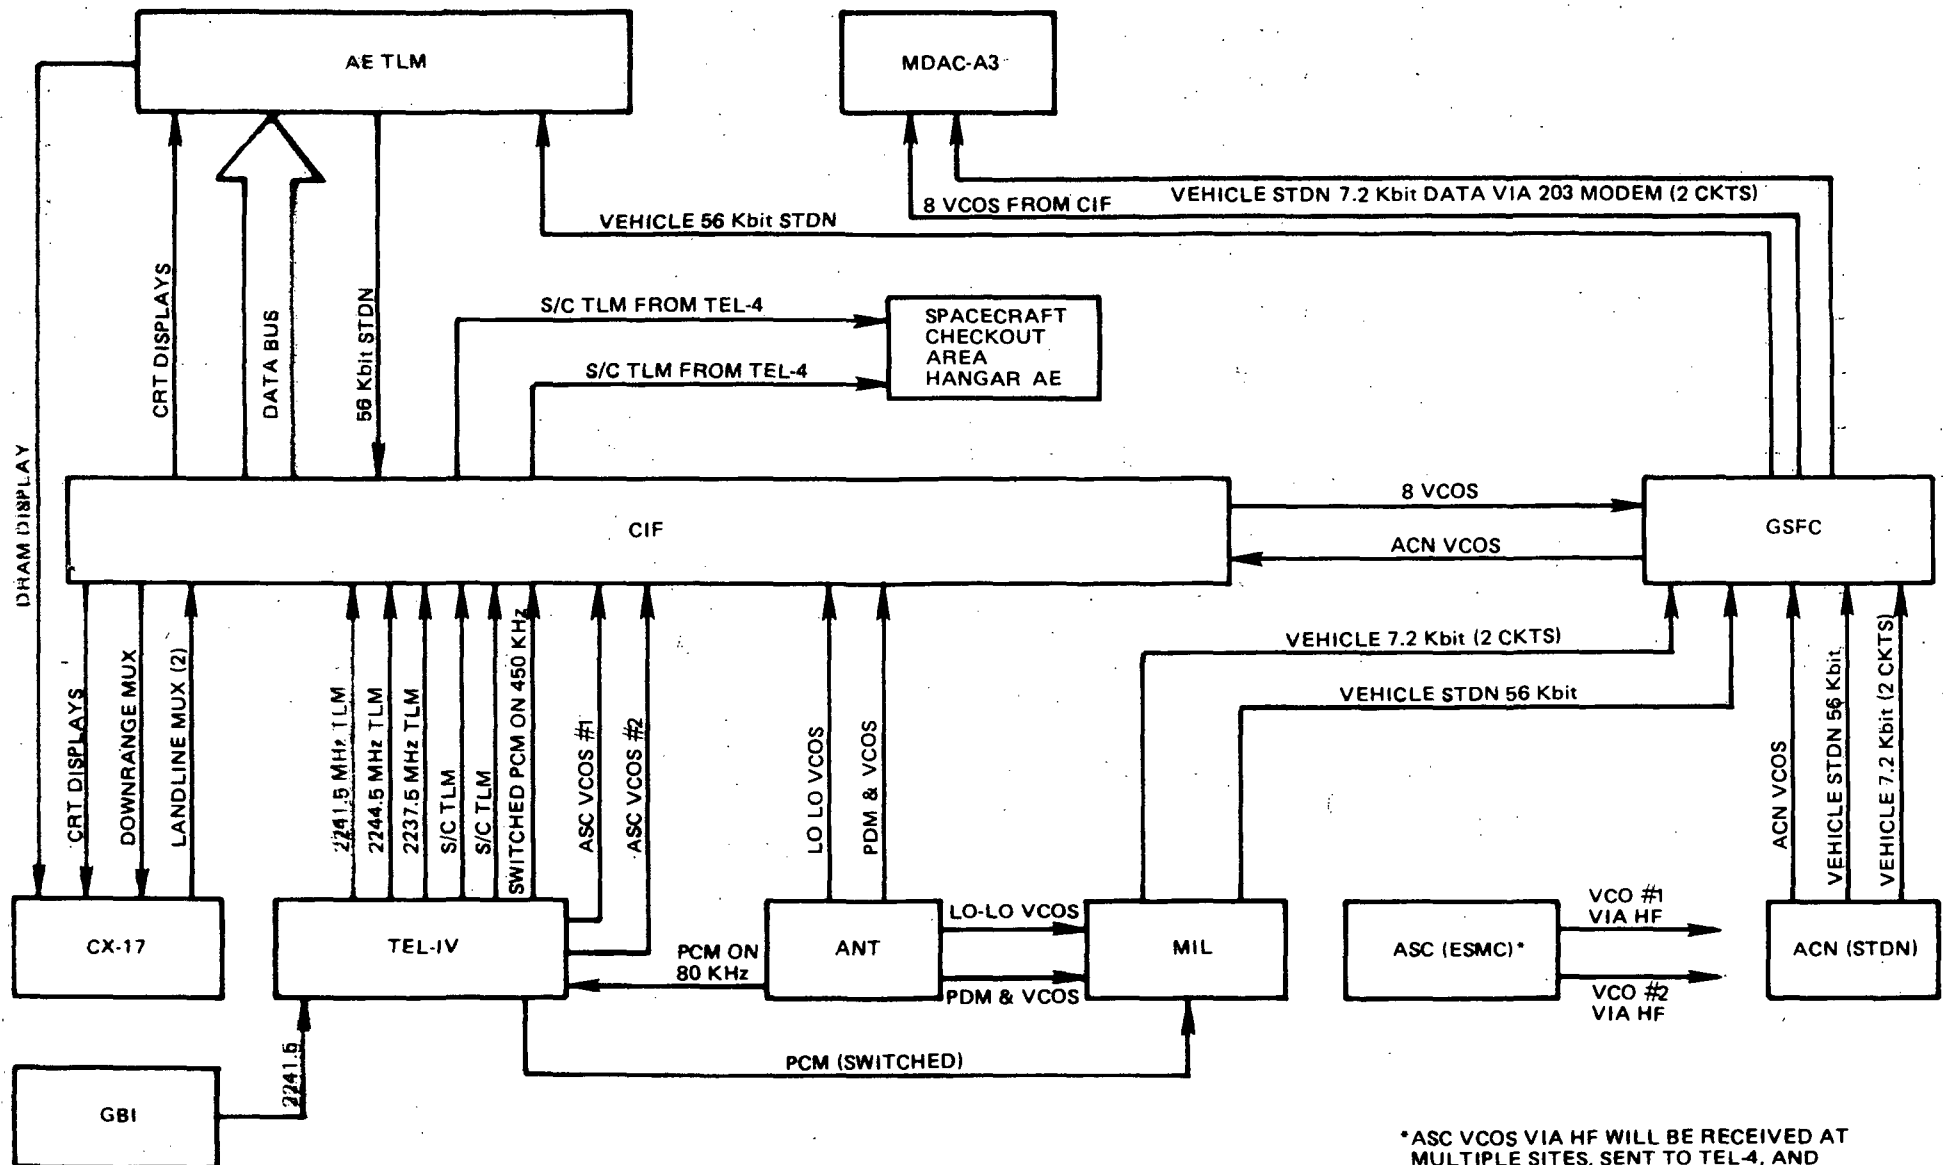 AE TLM
MDAC-A3
VEHICLE STDN 7.2 Kbit DATA VIA 203 MODEM (2 CKTS)
8 VCOS FROM CIF
VEHICLE 56 Kbit STDN
CRT DISPLAYS
DATA BUS
56 Kbit STDN
S/C TLM FROM TEL-4
S/C TLM FROM TEL-4
SPACECRAFT
CHECKOUT
AREA
HANGAR AE
DRAM DISPLAY
CIF
8 VCOS
ACN VCOS
GSFC
CRT DISPLAYS
DOWNRANGE MUX
LANDLINE MUX (2)
2241.5 MHz TLM
2244.5 MHz TLM
2237.5 MHz TLM
S/C TLM
S/C TLM
SWITCHED PCM ON 450 KHz
ASC VCOS #1
ASC VCOS #2
LO LO VCOS
PDM & VCOS
VEHICLE 7.2 Kbit (2 CKTS)
VEHICLE STDN 56 Kbit
ACN VCOS
VEHICLE STDN 56 Kbit
VEHICLE 7.2 Kbit (2 CKTS)
CX-17
TEL-IV
PCM ON
80 KHz
ANT
LO-LO VCOS
PDM & VCOS
MIL
ASC (ESMC)*
VCO #1
VIA HF
VCO #2
VIA HF
ACN (STDN)
PCM (SWITCHED)
2241.5
GBI
*ASC VCOS VIA HF WILL BE RECEIVED AT
MULTIPLE SITES, SENT TO TEL-4, AND